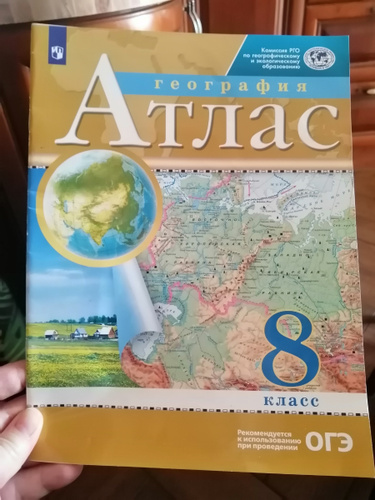 Комиссия РГО
по географическому
и экологическому
образованию
география
Атлас
8
класс
Рекомендуется
к использованию
при проведении
ОГЭ